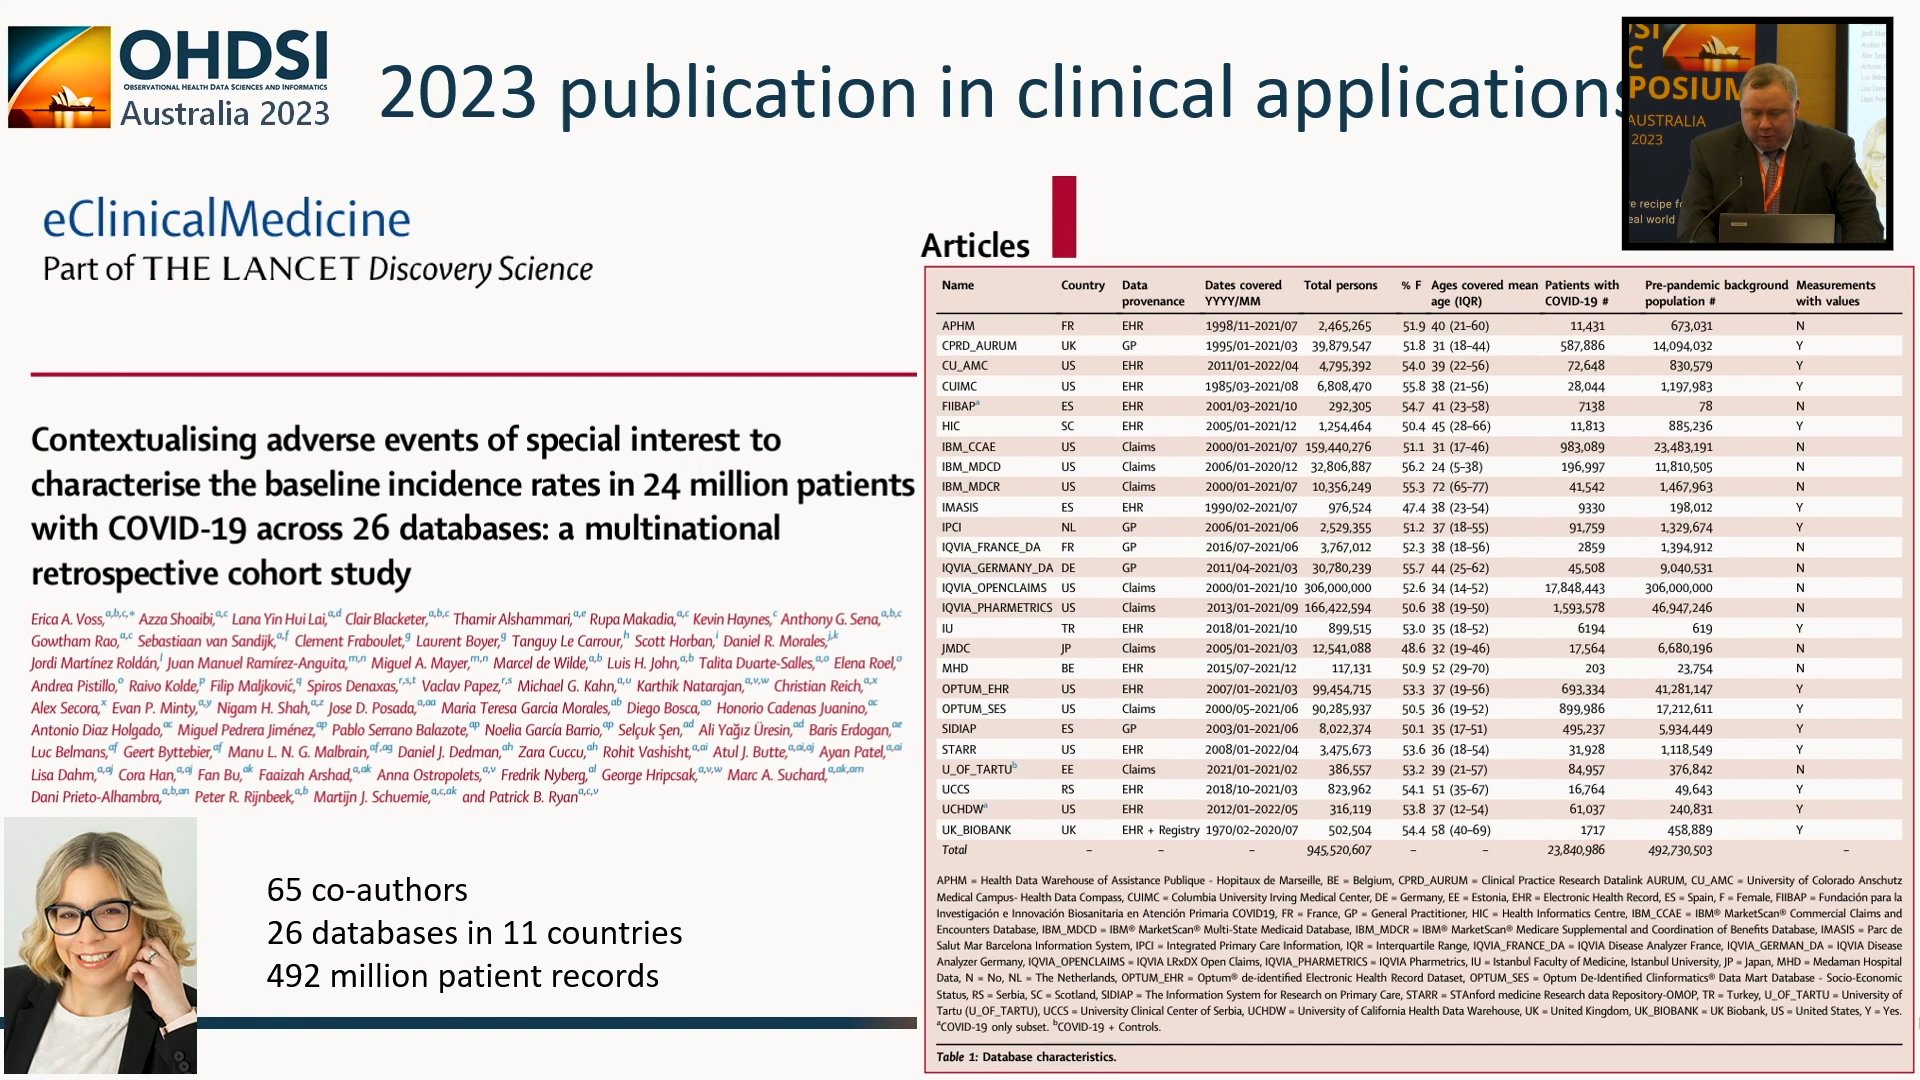 OHDSI
OBSERVATIONAL HEALTH DATA SCIENCES AND INFORMATICS
Australia 2023
2023 publication in clinical applications
SI
C
POSIUM
AUSTRALIA
2023
re recipe fo
eal world
eClinicalMedicine
Part of THE LANCET Discovery Science
Articles
Contextualising adverse events of special interest to
characterise the baseline incidence rates in 24 million patients
with COVID-19 across 26 databases: a multinational
retrospective cohort study
Erica A. Voss,a,b,c,* Azza Shoaibi,a,c Lana Yin Hui Lai,a,d Clair Blacketer,a,b,c Thamir Alshammari,a,e Rupa Makadia,a,c Kevin Haynes,c Anthony G. Sena,a,b,c
Gowtham Rao,a,c Sebastiaan van Sandijk,a,f Clement Fraboulet,g Laurent Boyer,g Tanguy Le Carrour,h Scott Horban,i Daniel R. Morales,j,k
Jordi Martínez Roldán,l Juan Manuel Ramírez-Anguita,m,n Miguel A. Mayer,m,n Marcel de Wilde,a,b Luis H. John,a,b Talita Duarte-Salles,a,o Elena Roel,o
Andrea Pistillo,o Raivo Kolde,p Filip Maljković,q Spiros Denaxas,r,s,t Vaclav Papez,r,s Michael G. Kahn,a,u Karthik Natarajan,a,v,w Christian Reich,a,x
Alex Secora,x Evan P. Minty,a,y Nigam H. Shah,a,z Jose D. Posada,a,aa Maria Teresa Garcia Morales,ab Diego Bosca,ao Honorio Cadenas Juanino,ac
Antonio Diaz Holgado,ac Miguel Pedrera Jiménez,ap Pablo Serrano Balazote,ap Noelia García Barrio,ap Selçuk Şen,ad Ali Yağız Üresin,ad Baris Erdogan,ae
Luc Belmans,af Geert Byttebier,af Manu L. N. G. Malbrain,af,ag Daniel J. Dedman,ah Zara Cuccu,ah Rohit Vashisht,a,ai Atul J. Butte,a,ai,aj Ayan Patel,a,ai
Lisa Dahm,a,aj Cora Han,a,aj Fan Bu,ak Faaizah Arshad,a,ak Anna Ostropolets,a,v Fredrik Nyberg,al George Hripcsak,a,v,w Marc A. Suchard,a,ak,am
Dani Prieto-Alhambra,a,b,an Peter R. Rijnbeek,a,b Martijn J. Schuemie,a,c,ak and Patrick B. Ryana,c,v
65 co-authors
26 databases in 11 countries
492 million patient records
Name Country Data provenance Dates covered YYYY/MM Total persons % F Ages covered mean age (IQR) Patients with COVID-19 # Pre-pandemic background population # Measurements with values
APHM FR EHR 1998/11–2021/07 2,465,265 51.9 40 (21–60) 11,431 673,031 N
CPRD_AURUM UK GP 1995/01–2021/03 39,879,547 51.8 31 (18–44) 587,886 14,094,032 Y
CU_AMC US EHR 2011/01–2022/04 4,795,392 54.0 39 (22–56) 72,648 830,579 Y
CUIMC US EHR 1985/03–2021/08 6,808,470 55.8 38 (21–56) 28,044 1,197,983 Y
FIIBAPa ES EHR 2001/03–2021/10 292,305 54.7 41 (23–58) 7138 78 N
HIC SC EHR 2005/01–2021/12 1,254,464 50.4 45 (28–66) 11,813 885,236 Y
IBM_CCAE US Claims 2000/01–2021/07 159,440,276 51.1 31 (17–46) 983,089 23,483,191 N
IBM_MDCD US Claims 2006/01–2020/12 32,806,887 56.2 24 (5–38) 196,997 11,810,505 N
IBM_MDCR US Claims 2000/01–2021/07 10,356,249 55.3 72 (65–77) 41,542 1,467,963 N
IMASIS ES EHR 1990/02–2021/07 976,524 47.4 38 (23–54) 9330 198,012 Y
IPCI NL GP 2006/01–2021/06 2,529,355 51.2 37 (18–55) 91,759 1,329,674 Y
IQVIA_FRANCE_DA FR GP 2016/07–2021/06 3,767,012 52.3 38 (18–56) 2859 1,394,912 N
IQVIA_GERMANY_DA DE GP 2011/04–2021/03 30,780,239 55.7 44 (25–62) 45,508 9,040,531 N
IQVIA_OPENCLAIMS US Claims 2000/01–2021/10 306,000,000 52.6 34 (14–52) 17,848,443 306,000,000 N
IQVIA_PHARMETRICS US Claims 2013/01–2021/09 166,422,594 50.6 38 (19–50) 1,593,578 46,947,246 N
IU TR EHR 2018/01–2021/10 899,515 53.0 35 (18–52) 6194 619 Y
JMDC JP Claims 2005/01–2021/03 12,541,088 48.6 32 (19–46) 17,564 6,680,196 N
MHD BE EHR 2015/07–2021/12 117,131 50.9 52 (29–70) 203 23,754 N
OPTUM_EHR US EHR 2007/01–2021/03 99,454,715 53.3 37 (19–56) 693,334 41,281,147 Y
OPTUM_SES US Claims 2000/05–2021/06 90,285,937 50.5 36 (19–52) 899,986 17,212,611 Y
SIDIAP ES GP 2003/01–2021/06 8,022,374 50.1 35 (17–51) 495,237 5,934,449 Y
STARR US EHR 2008/01–2022/04 3,475,673 53.6 36 (18–54) 31,928 1,118,549 Y
U_OF_TARTUb EE Claims 2021/01–2021/02 386,557 53.2 39 (21–57) 84,957 376,842 N
UCCS RS EHR 2018/10–2021/03 823,962 54.1 51 (35–67) 16,764 49,643 Y
UCHDWa US EHR 2012/01–2022/05 316,119 53.8 37 (12–54) 61,037 240,831 Y
UK_BIOBANK UK EHR + Registry 1970/02–2020/07 502,504 54.4 58 (40–69) 1717 458,889 Y
Total – – – 945,520,607 – – 23,840,986 492,730,503 –
APHM = Health Data Warehouse of Assistance Publique - Hopitaux de Marseille, BE = Belgium, CPRD_AURUM = Clinical Practice Research Datalink AURUM, CU_AMC = University of Colorado Anschutz
Medical Campus- Health Data Compass, CUIMC = Columbia University Irving Medical Center, DE = Germany, EE = Estonia, EHR = Electronic Health Record, ES = Spain, F = Female, FIIBAP = Fundación para la
Investigación e Innovación Biosanitaria en Atención Primaria COVID19, FR = France, GP = General Practitioner, HIC = Health Informatics Centre, IBM_CCAE = IBM® MarketScan® Commercial Claims and
Encounters Database, IBM_MDCD = IBM® MarketScan® Multi-State Medicaid Database, IBM_MDCR = IBM® MarketScan® Medicare Supplemental and Coordination of Benefits Database, IMASIS = Parc de
Salut Mar Barcelona Information System, IPCI = Integrated Primary Care Information, IQR = Interquartile Range, IQVIA_FRANCE_DA = IQVIA Disease Analyzer France, IQVIA_GERMAN_DA = IQVIA Disease
Analyzer Germany, IQVIA_OPENCLAIMS = IQVIA LRxDX Open Claims, IQVIA_PHARMETRICS = IQVIA Pharmetrics, IU = Istanbul Faculty of Medicine, Istanbul University, JP = Japan, MHD = Medaman Hospital
Data, N = No, NL = The Netherlands, OPTUM_EHR = Optum® de-identified Electronic Health Record Dataset, OPTUM_SES = Optum De-Identified Clinformatics® Data Mart Database - Socio-Economic
Status, RS = Serbia, SC = Scotland, SIDIAP = The Information System for Research on Primary Care, STARR = STAnford medicine Research data Repository-OMOP, TR = Turkey, U_OF_TARTU = University of
Tartu (U_OF_TARTU), UCCS = University Clinical Center of Serbia, UCHDW = University of California Health Data Warehouse, UK = United Kingdom, UK_BIOBANK = UK Biobank, US = United States, Y = Yes.
aCOVID-19 only subset. bCOVID-19 + Controls.
Table 1: Database characteristics.